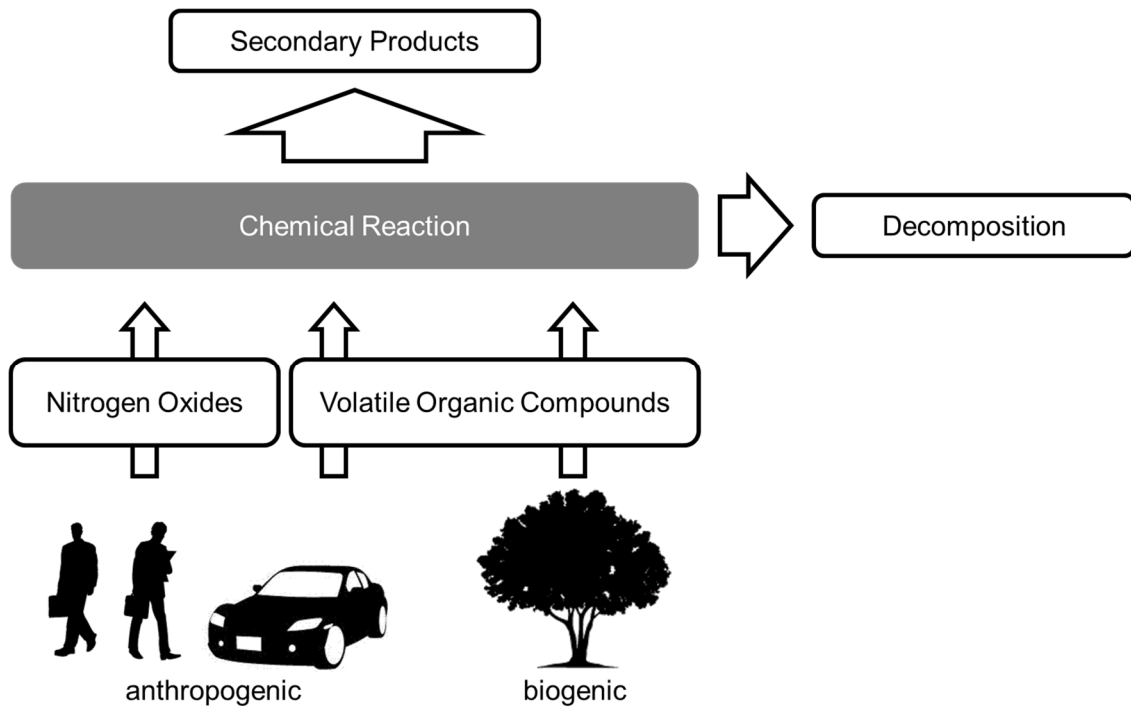 Secondary Products
Chemical Reaction
Decomposition
Nitrogen Oxides
Volatile Organic Compounds
anthropogenic
biogenic